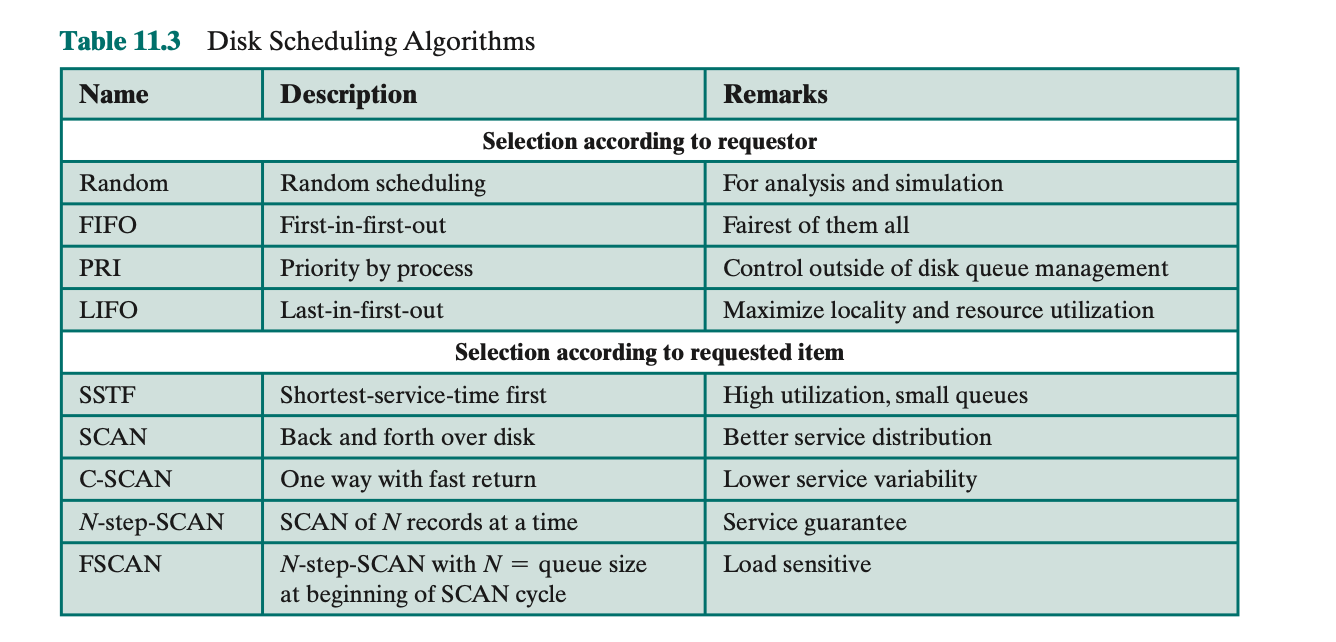 Table 11.3 Disk Scheduling Algorithms
Name Description Remarks
Selection according to requestor
Random Random scheduling For analysis and simulation
FIFO First-in-first-out Fairest of them all
PRI Priority by process Control outside of disk queue management
LIFO Last-in-first-out Maximize locality and resource utilization
Selection according to requested item
SSTF Shortest-service-time first High utilization, small queues
SCAN Back and forth over disk Better service distribution
C-SCAN One way with fast return Lower service variability
N-step-SCAN SCAN of N records at a time Service guarantee
FSCAN N-step-SCAN with N = queue size Load sensitive
at beginning of SCAN cycle